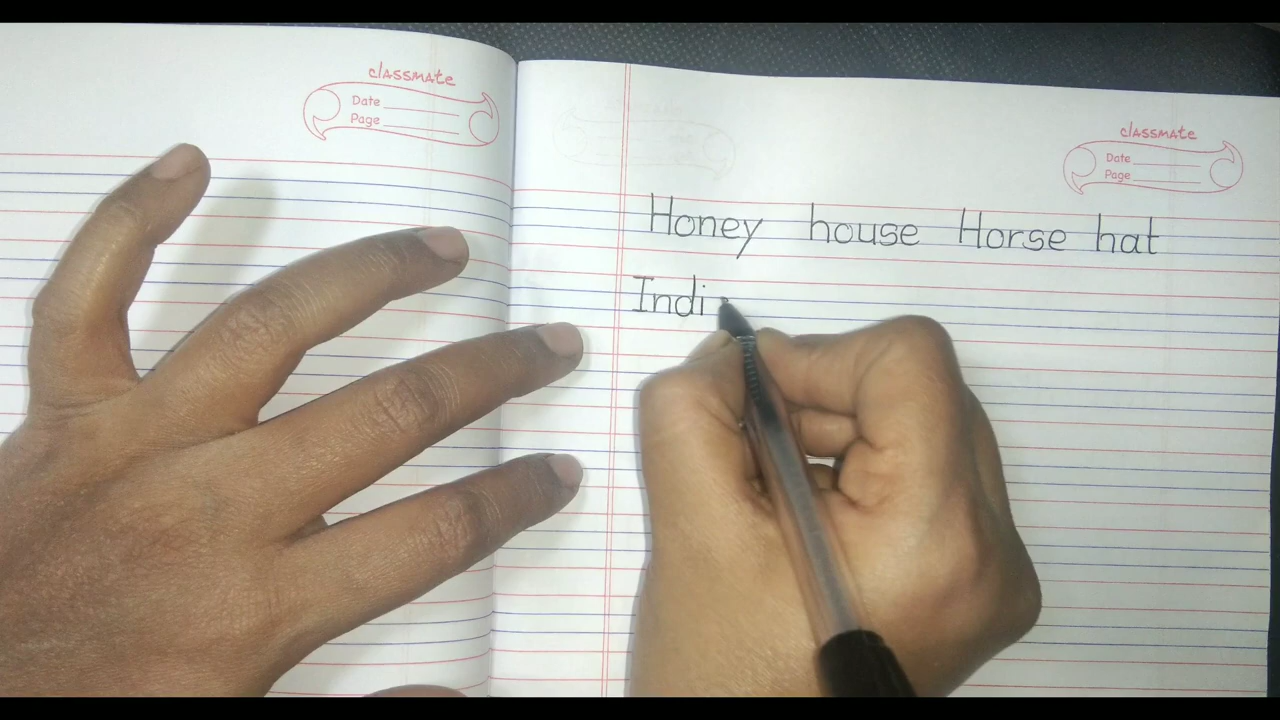 classmate
Date
Page
classmate
Date
Page
Honey house Horse hat
Indi